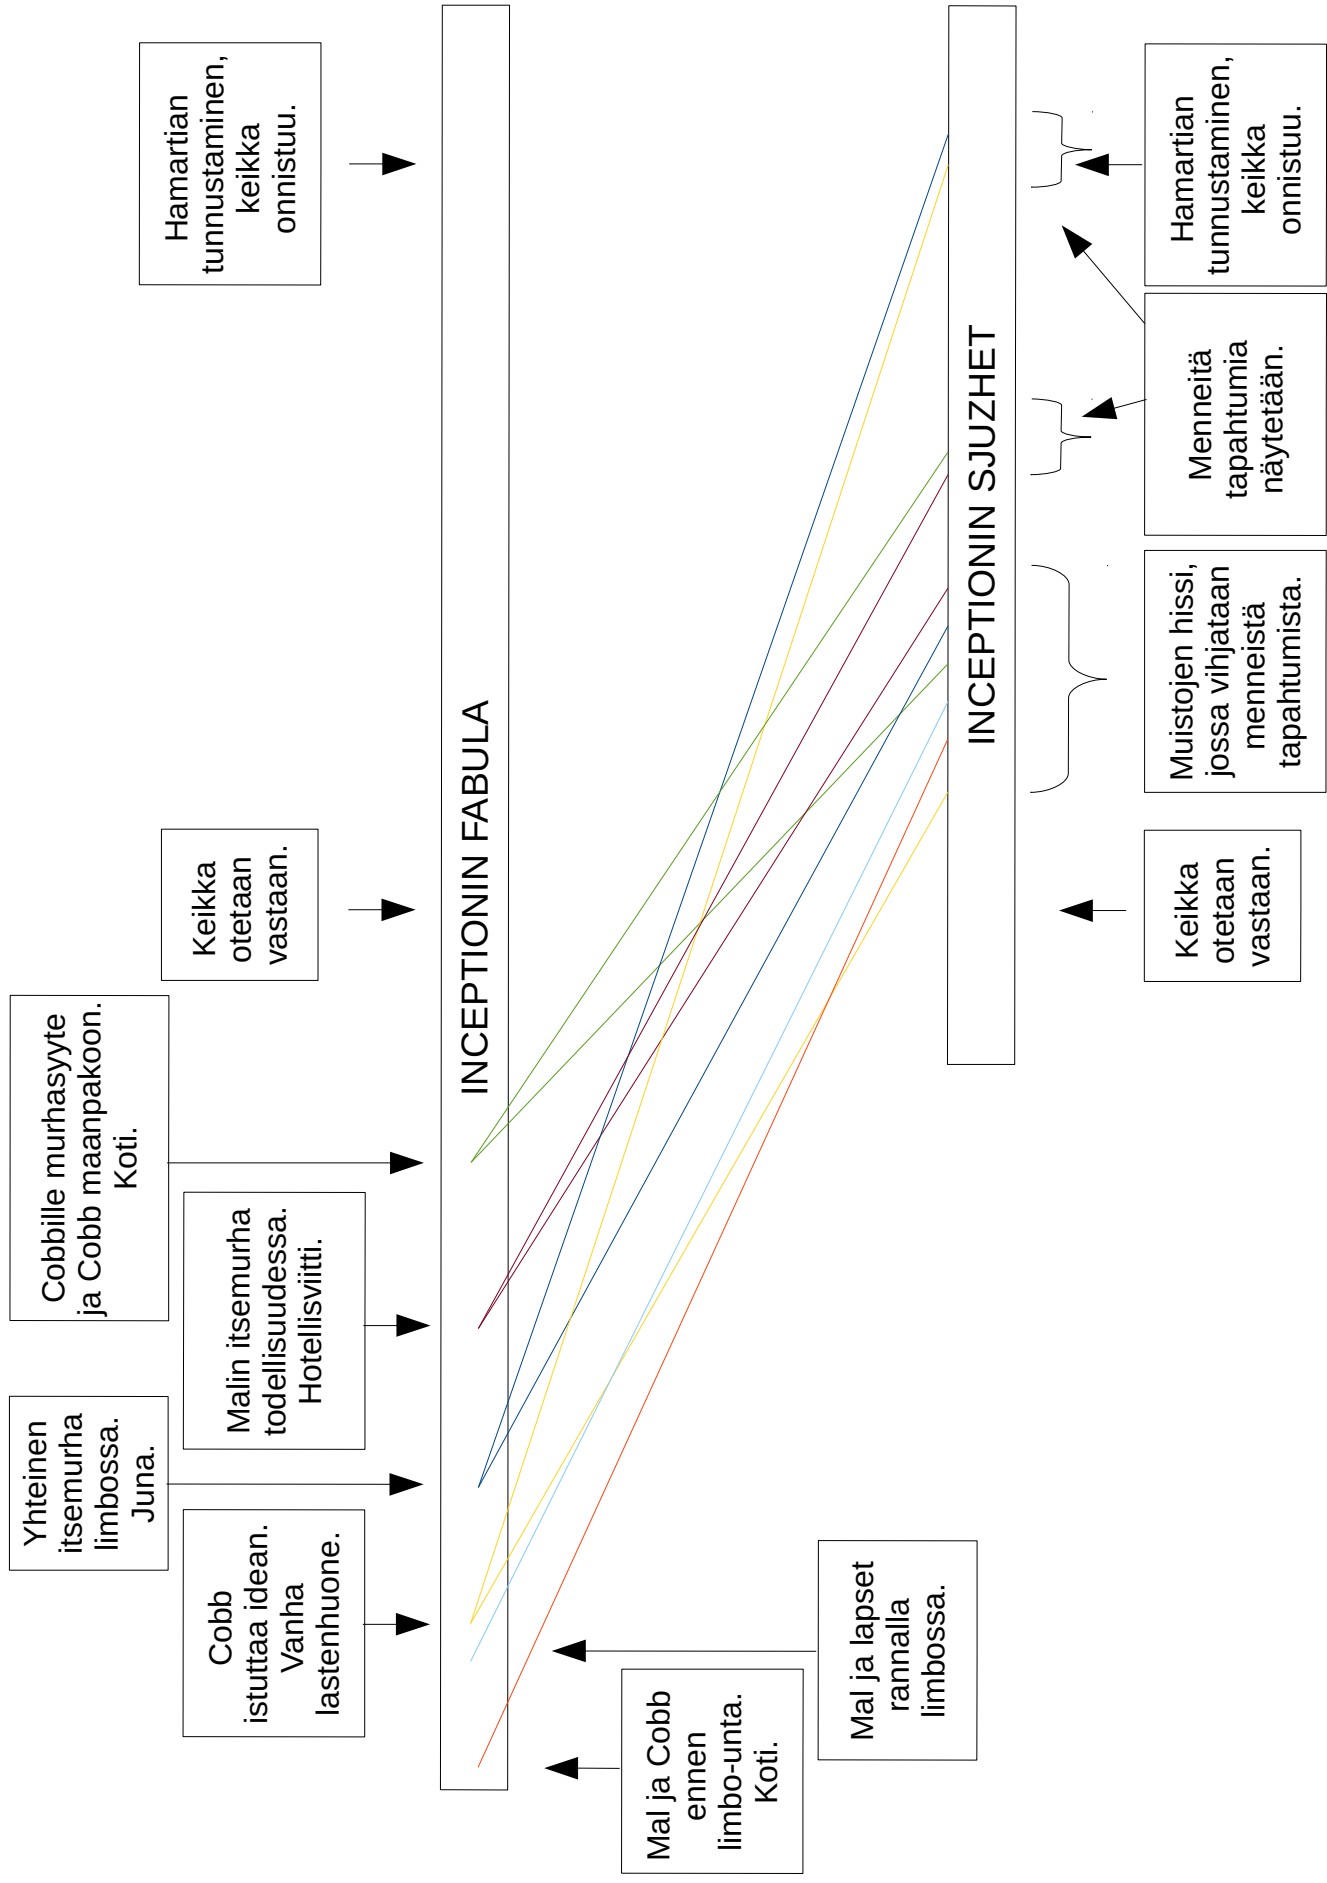 Cobbille murhasyyte
ja Cobb maanpakoon.
Koti.
Yhteinen
itsemurha
limbossa.
Juna.
Hamartian
tunnustaminen,
keikka
onnistuu.
Keikka
otetaan
vastaan.
Malin itsemurha
todellisuudessa.
Hotellisviitti.
Cobb
istuttaa idean.
Vanha
lastenhuone.
INCEPTIONIN FABULA
Mal ja Cobb
ennen
limbo-unta.
Koti.
Mal ja lapset
rannalla
limbossa.
INCEPTIONIN SJUZHET
Keikka
otetaan
vastaan.
Muistojen hissi,
jossa vihjataan
menneistä
tapahtumista.
Menneitä
tapahtumia
näytetään.
Hamartian
tunnustaminen,
keikka
onnistuu.